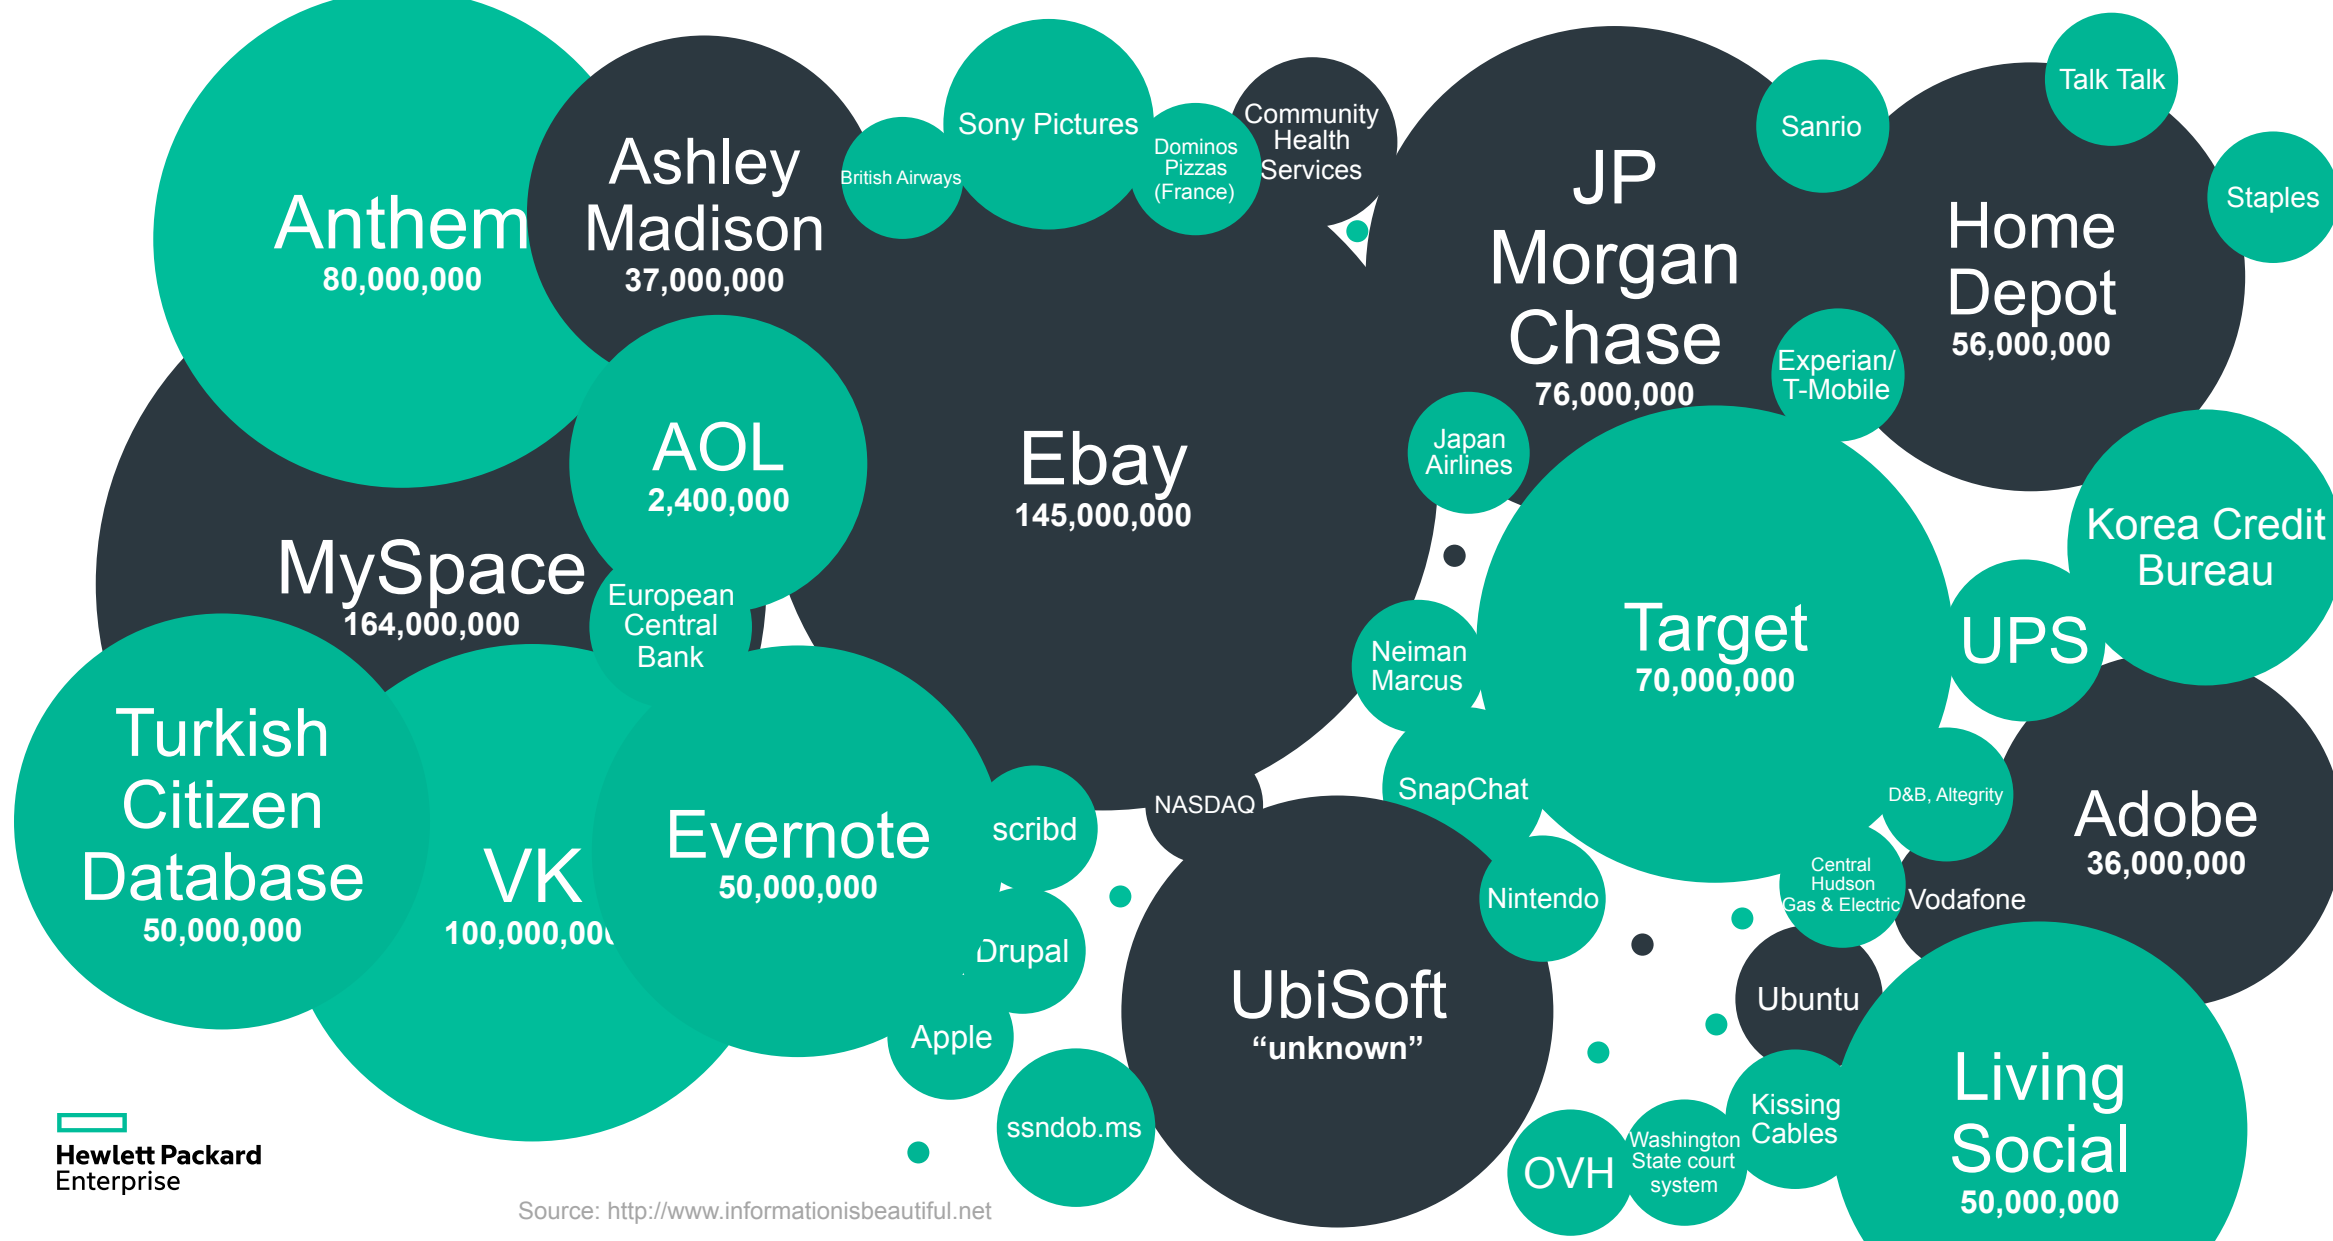 Anthem
80,000,000
Ashley
Madison
37,000,000
British Airways
Sony Pictures
Dominos
Pizzas
(France)
Community
Health
Services
JP
Morgan
Chase
76,000,000
Sanrio
Home
Depot
56,000,000
Talk Talk
Staples
Experian/
T-Mobile
AOL
2,400,000
Ebay
145,000,000
Japan
Airlines
Korea Credit
Bureau
MySpace
164,000,000
European
Central
Bank
Neiman
Marcus
Target
70,000,000
UPS
Turkish
Citizen
Database
50,000,000
VK
100,000,00
Evernote
50,000,000
scribd
NASDAQ
SnapChat
D&B, Altegrity
Adobe
36,000,000
Central
Hudson
Gas & Electric
Vodafone
Nintendo
Drupal
Apple
UbiSoft
“unknown”
Ubuntu
ssndob.ms
Living
Social
50,000,000
Kissing
Cables
Washington
State court
system
OVH
Hewlett Packard
Enterprise
Source: http://www.informationisbeautiful.net